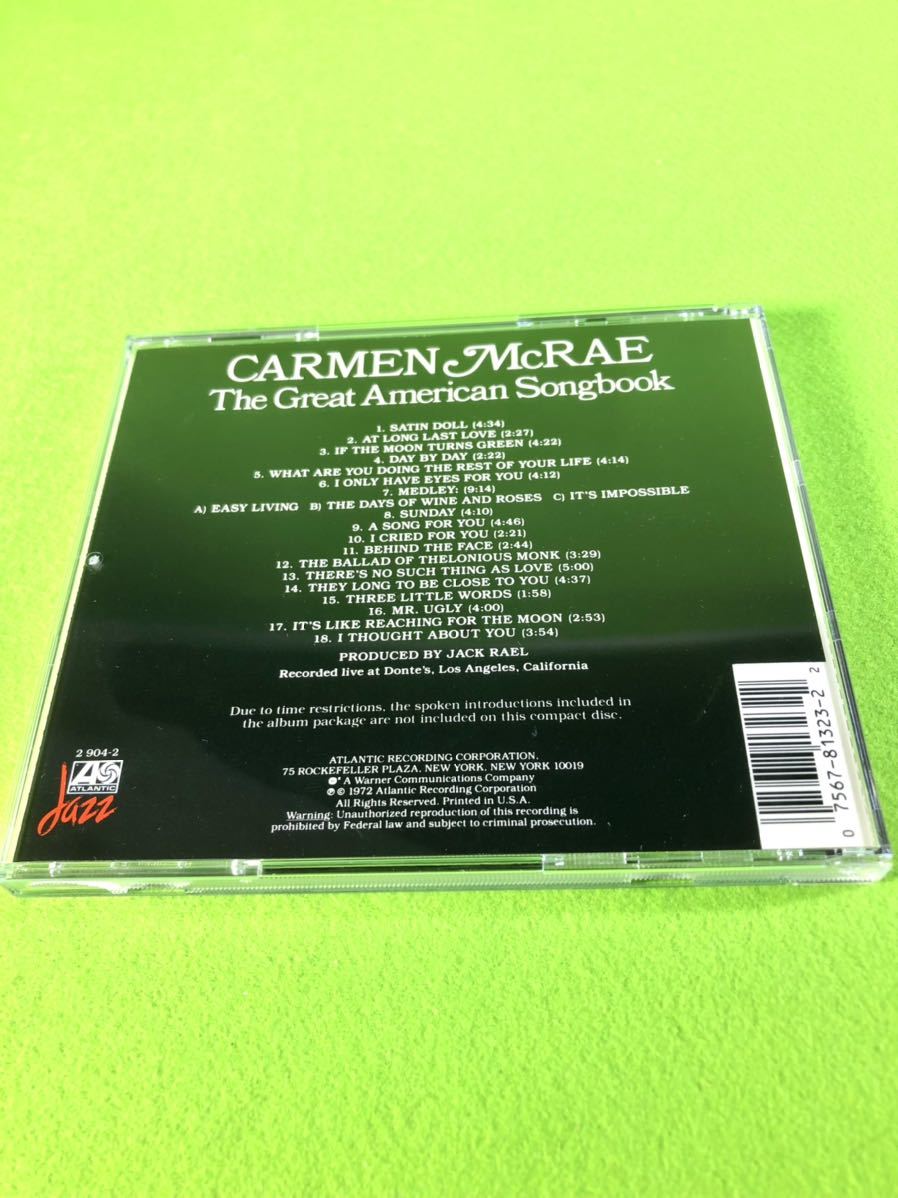 CARMEN McRAE
The Great American Songbook
1. SATIN DOLL (4:34)
2. AT LONG LAST LOVE (2:27)
3. IF THE MOON TURNS GREEN (4:22)
4. DAY BY DAY (2:22)
5. WHAT ARE YOU DOING THE REST OF YOUR LIFE (4:14)
6. I ONLY HAVE EYES FOR YOU (4:12)
7. MEDLEY: (9:14)
A) EASY LIVING B) THE DAYS OF WINE AND ROSES C) IT'S IMPOSSIBLE
8. SUNDAY (4:10)
9. A SONG FOR YOU (4:46)
10. I CRIED FOR YOU (2:21)
11. BEHIND THE FACE (2:44)
12. THE BALLAD OF THELONIOUS MONK (3:29)
13. THERE'S NO SUCH THING AS LOVE (5:00)
14. THEY LONG TO BE CLOSE TO YOU (4:37)
15. THREE LITTLE WORDS (1:58)
16. MR. UGLY (4:00)
17. IT'S LIKE REACHING FOR THE MOON (2:53)
18. I THOUGHT ABOUT YOU (3:54)
PRODUCED BY JACK RAEL
Recorded live at Donte's, Los Angeles, California
Due to time restrictions, the spoken introductions included in
the album package are not included on this compact disc.
2 904-2
ATLANTIC
Jazz
ATLANTIC RECORDING CORPORATION,
75 ROCKEFELLER PLAZA, NEW YORK, NEW YORK 10019
A Warner Communications Company
℗ © 1972 Atlantic Recording Corporation
All Rights Reserved. Printed in U.S.A.
Warning: Unauthorized reproduction of this recording is
prohibited by Federal law and subject to criminal prosecution.
0 7567-81323-2 2